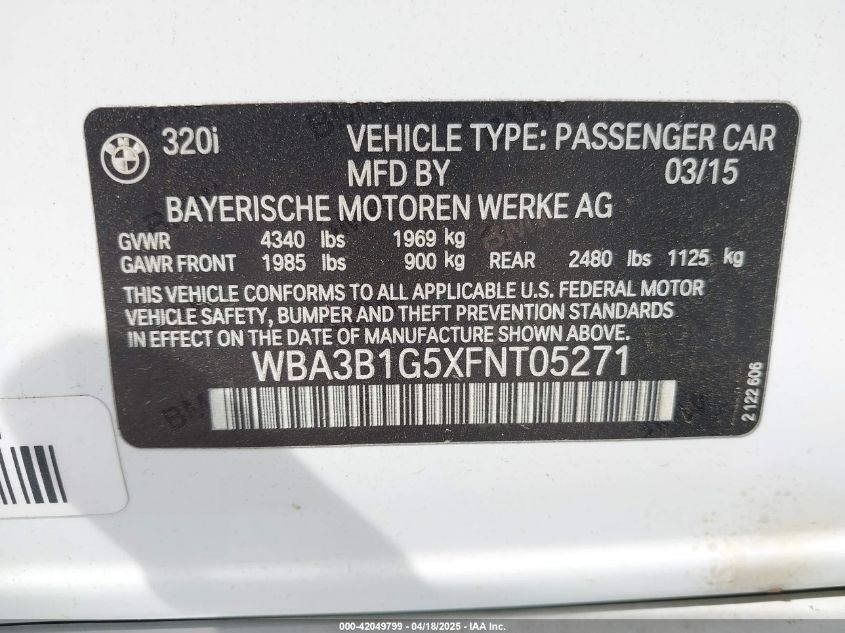 BMW 320i VEHICLE TYPE: PASSENGER CAR
MFD BY 03/15
BAYERISCHE MOTOREN WERKE AG
GVWR 4340 lbs 1969 kg
GAWR FRONT 1985 lbs 900 kg REAR 2480 lbs 1125 kg
THIS VEHICLE CONFORMS TO ALL APPLICABLE U.S. FEDERAL MOTOR
VEHICLE SAFETY, BUMPER AND THEFT PREVENTION STANDARDS
IN EFFECT ON THE DATE OF MANUFACTURE SHOWN ABOVE.
WBA3B1G5XFNT05271
2 122 606
000-42049799 - 04/18/2025 - IAA Inc.